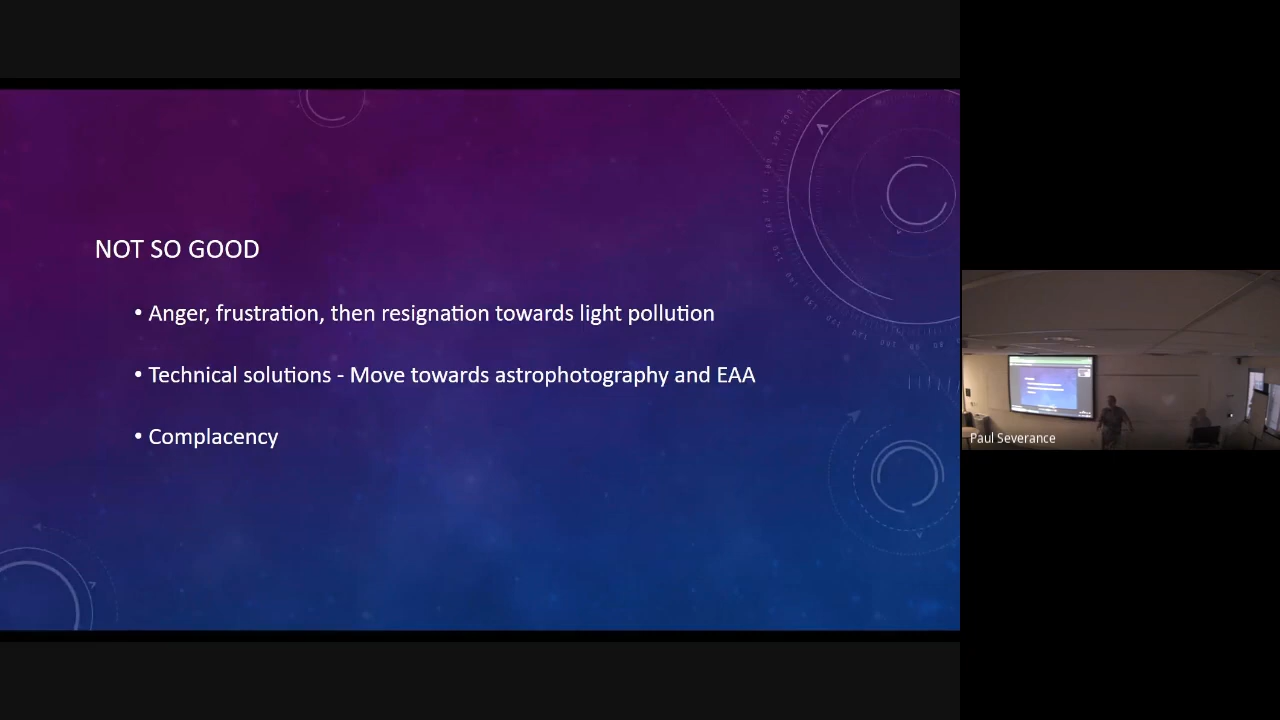 NOT SO GOOD
• Anger, frustration, then resignation towards light pollution
• Technical solutions - Move towards astrophotography and EAA
• Complacency
Paul Severance